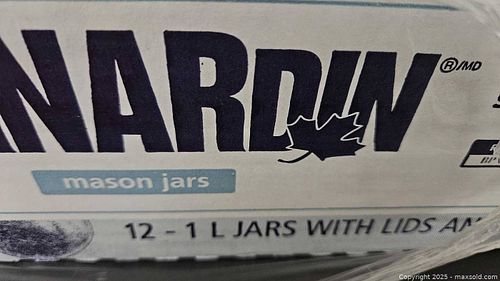 NARDIN®/MD
mason jars
12 - 1 L JARS WITH LIDS AN
Copyright © 2025 - maxsold.com